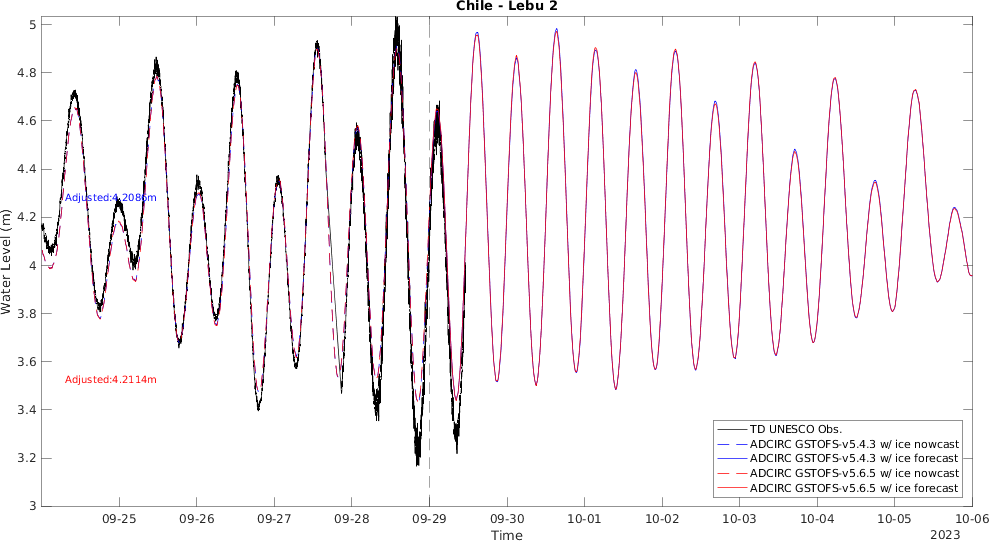 Chile - Lebu 2
5
4.8
4.6
4.4
4.2
4
3.8
3.6
3.4
3.2
3
Water Level (m)
Adjusted:4.2086m
Adjusted:4.2114m
TD UNESCO Obs.
ADCIRC GSTOFS-v5.4.3 w/ ice nowcast
ADCIRC GSTOFS-v5.4.3 w/ ice forecast
ADCIRC GSTOFS-v5.6.5 w/ ice nowcast
ADCIRC GSTOFS-v5.6.5 w/ ice forecast
09-25 09-26 09-27 09-28 09-29 09-30 10-01 10-02 10-03 10-04 10-05 10-06
Time
2023